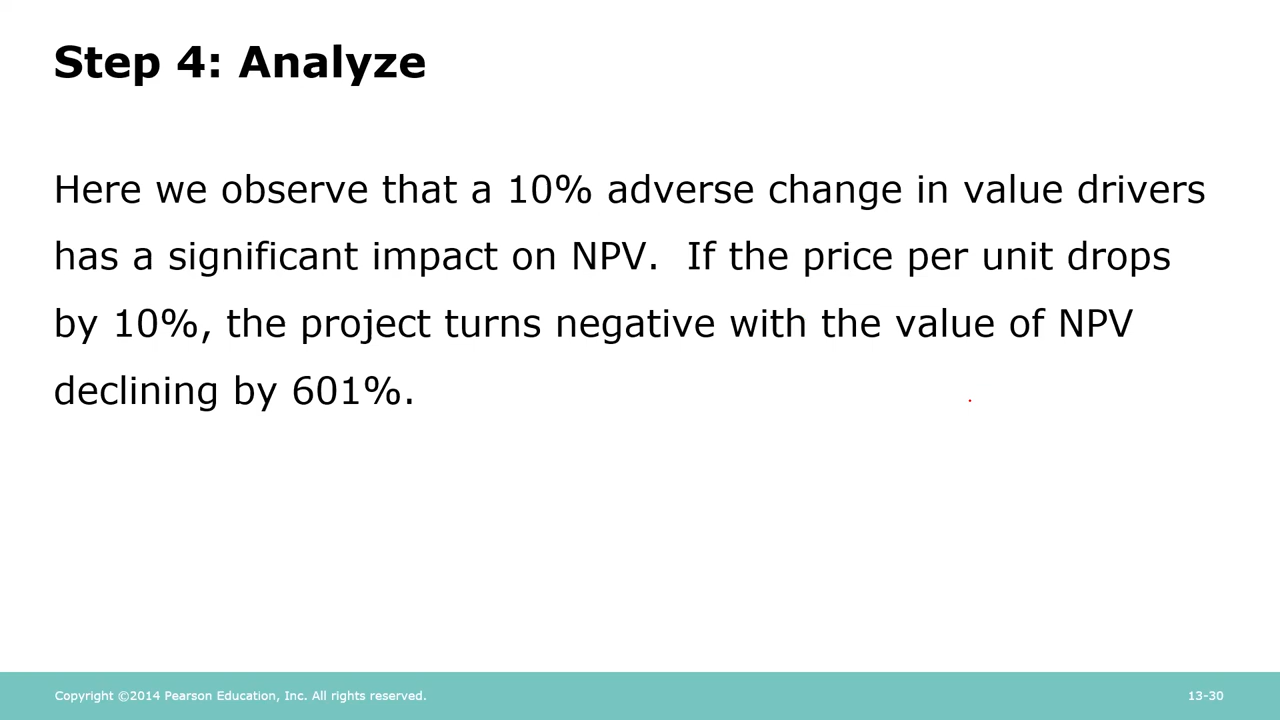 Step 4: Analyze
Here we observe that a 10% adverse change in value drivers
has a significant impact on NPV.  If the price per unit drops
by 10%, the project turns negative with the value of NPV
declining by 601%.
Copyright ©2014 Pearson Education, Inc. All rights reserved.
13-30